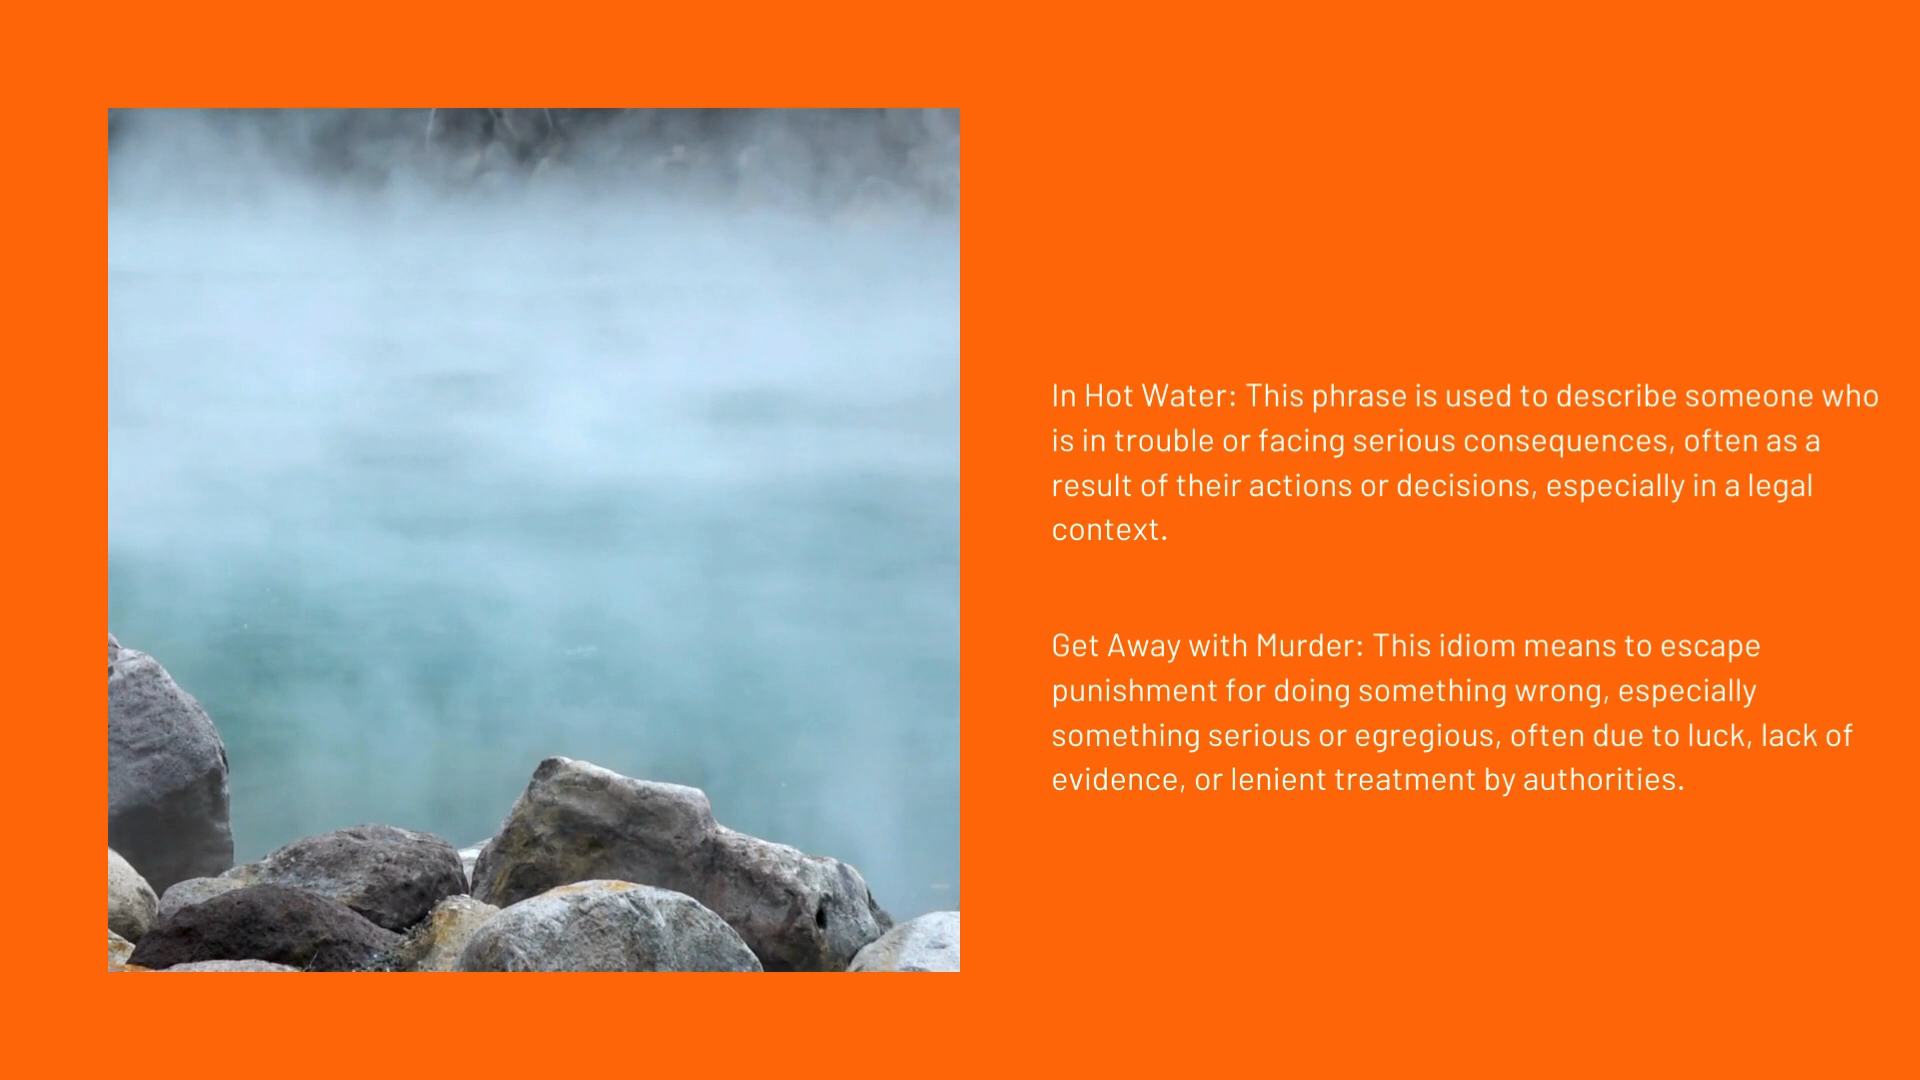 In Hot Water: This phrase is used to describe someone who
is in trouble or facing serious consequences, often as a
result of their actions or decisions, especially in a legal
context.
Get Away with Murder: This idiom means to escape
punishment for doing something wrong, especially
something serious or egregious, often due to luck, lack of
evidence, or lenient treatment by authorities.